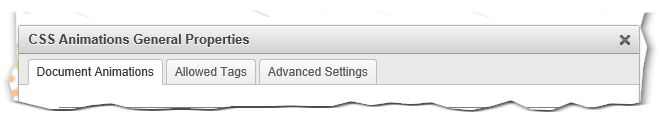 CSS Animations General Properties
Document Animations Allowed Tags Advanced Settings